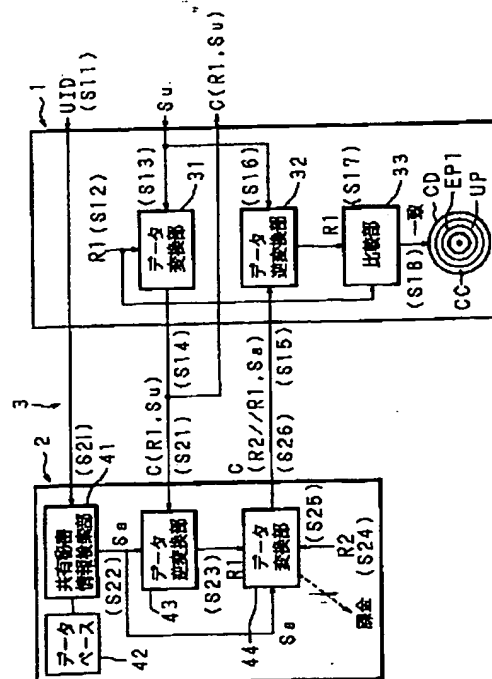 3
2
41
共有秘密
情報検索部
データ
ベース
42
(S21)
(S22)
Sa
データ
逆変換部
43
C(R1,Su)
(S21)
(S23)
R1
データ
変換部
44
Sa
(S25)
R2
(S24)
課金
C
(R2//R1,Sa)
(S26)
(S15)
(S14)
1
UID
(S11)
Su
C(R1,Su)
R1(S12)
(S13)
31
データ
変換部
(S16)
32
データ
逆変換部
R1
(S17)
33
比較部
一致
(S18)
CD
EP1
UP
CC